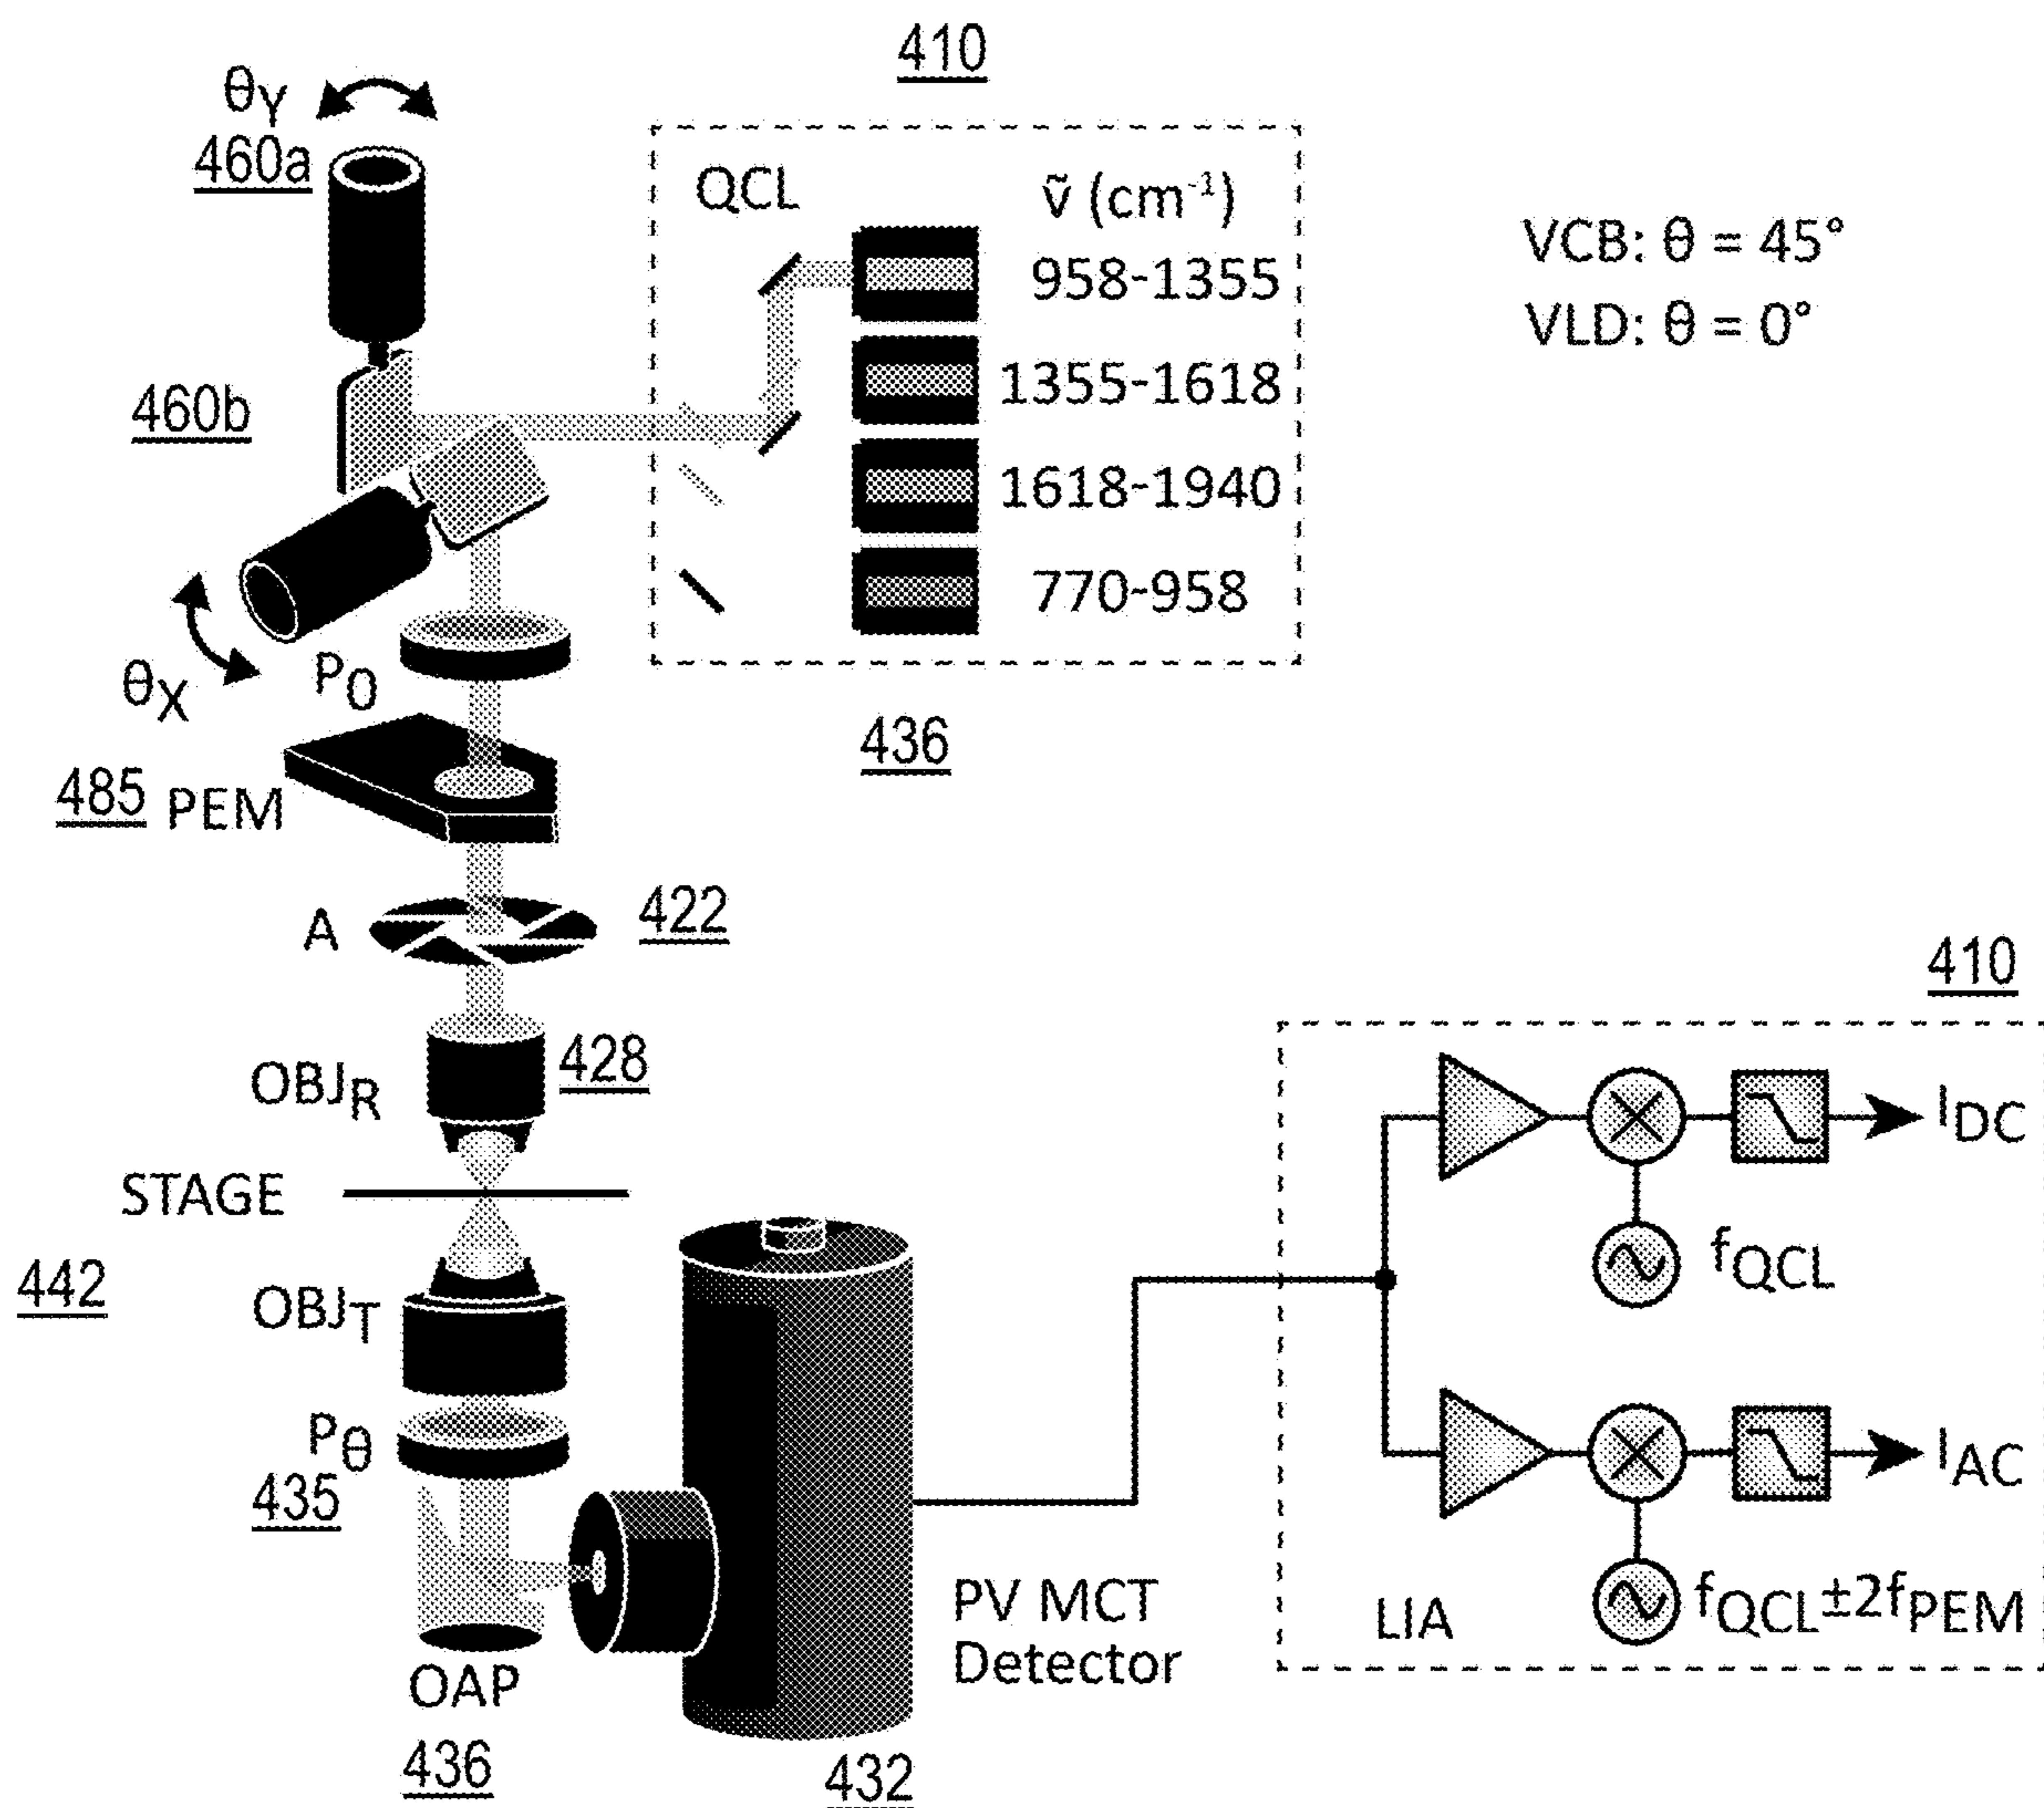 410
θY
460a
QCL
ṽ (cm⁻¹)
958-1355
1355-1618
1618-1940
770-958
VCB: θ = 45°
VLD: θ = 0°
460b
θX
P0
436
485 PEM
A
422
410
OBJR
428
STAGE
442
OBJT
Pθ
435
OAP
436
432
PV MCT
Detector
IDC
fQCL
IAC
LIA
fQCL±2fPEM